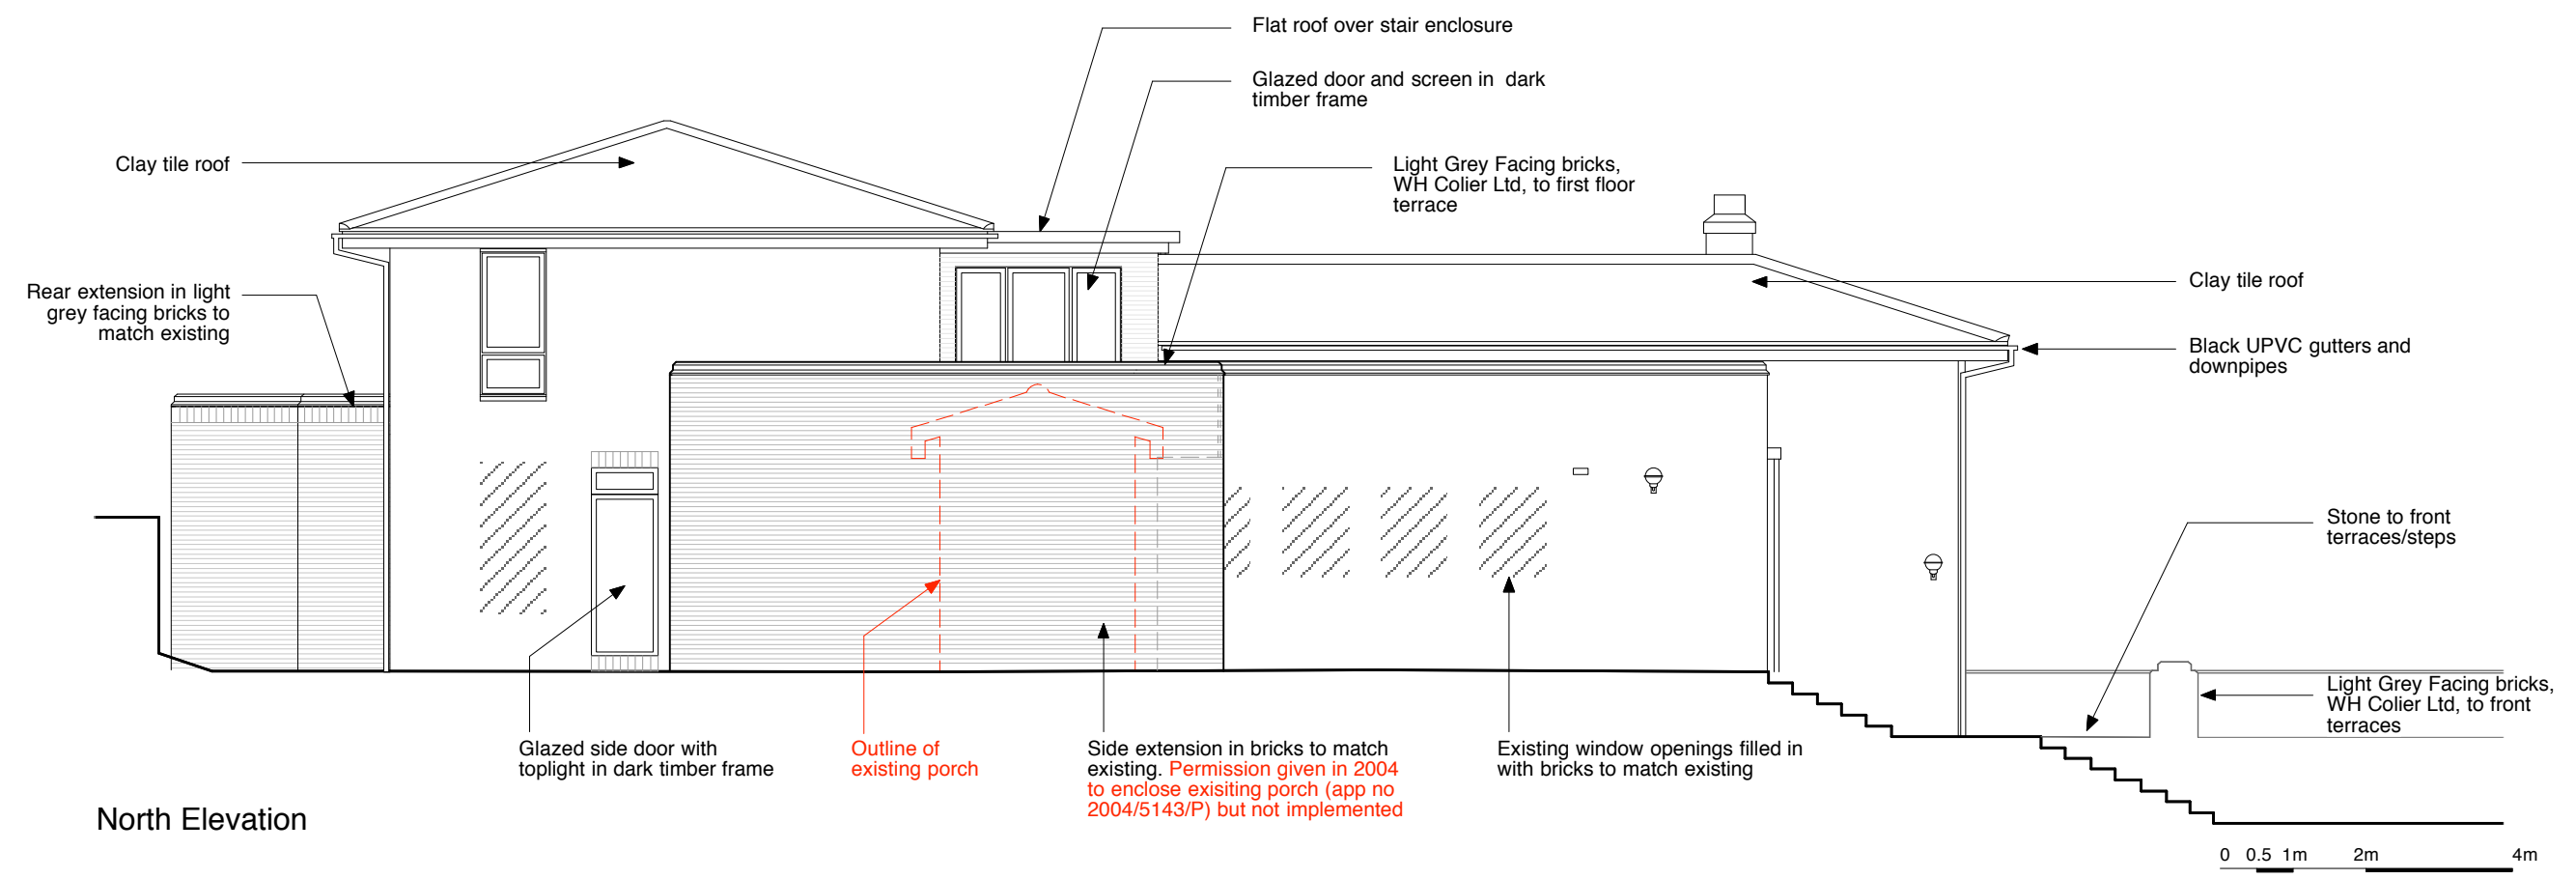 Flat roof over stair enclosure
Glazed door and screen in dark
timber frame
Clay tile roof
Light Grey Facing bricks,
WH Colier Ltd, to first floor
terrace
Rear extension in light
grey facing bricks to
match existing
Clay tile roof
Black UPVC gutters and
downpipes
Stone to front
terraces/steps
Light Grey Facing bricks,
WH Colier Ltd, to front
terraces
Glazed side door with
toplight in dark timber frame
Outline of
existing porch
Side extension in bricks to match
existing. Permission given in 2004
to enclose exisiting porch (app no
2004/5143/P) but not implemented
Existing window openings filled in
with bricks to match existing
North Elevation
0 0.5 1m 2m 4m